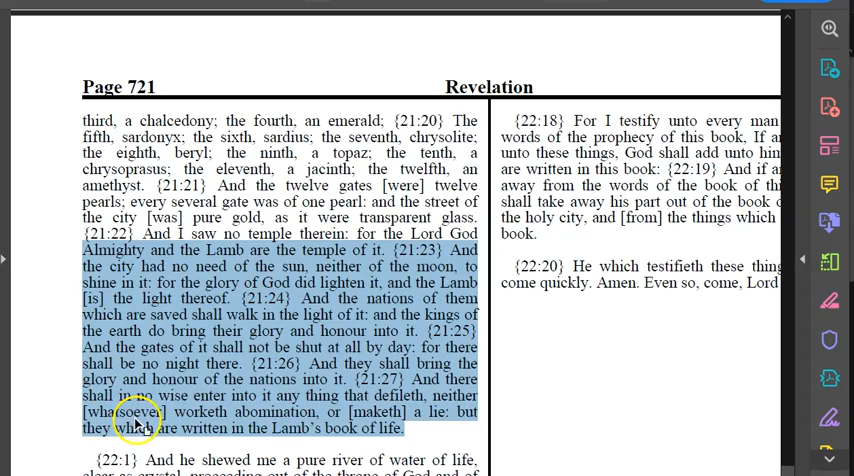 Page 721
Revelation
third, a chalcedony; the fourth, an emerald; {21:20} The
fifth, sardonyx; the sixth, sardius; the seventh, chrysolite;
the eighth, beryl; the ninth, a topaz; the tenth, a
chrysoprasus; the eleventh, a jacinth; the twelfth, an
amethyst. {21:21} And the twelve gates [were] twelve
pearls; every several gate was of one pearl: and the street of
the city [was] pure gold, as it were transparent glass.
{21:22} And I saw no temple therein: for the Lord God
Almighty and the Lamb are the temple of it. {21:23} And
the city had no need of the sun, neither of the moon, to
shine in it: for the glory of God did lighten it, and the Lamb
[is] the light thereof. {21:24} And the nations of them
which are saved shall walk in the light of it: and the kings of
the earth do bring their glory and honour into it. {21:25}
And the gates of it shall not be shut at all by day: for there
shall be no night there. {21:26} And they shall bring the
glory and honour of the nations into it. {21:27} And there
shall in no wise enter into it any thing that defileth, neither
[whatsoever] worketh abomination, or [maketh] a lie: but
they which are written in the Lamb's book of life.
{22:1} And he shewed me a pure river of water of life,
clear as crystal, proceeding out of the throne of God and of
{22:18} For I testify unto every man
words of the prophecy of this book, If
unto these things, God shall add unto
are written in this book: {22:19} And if
away from the words of the book of
shall take away his part out of the book
the holy city, and [from] the things which
book.
{22:20} He which testifieth these
come quickly. Amen. Even so, come, Lord